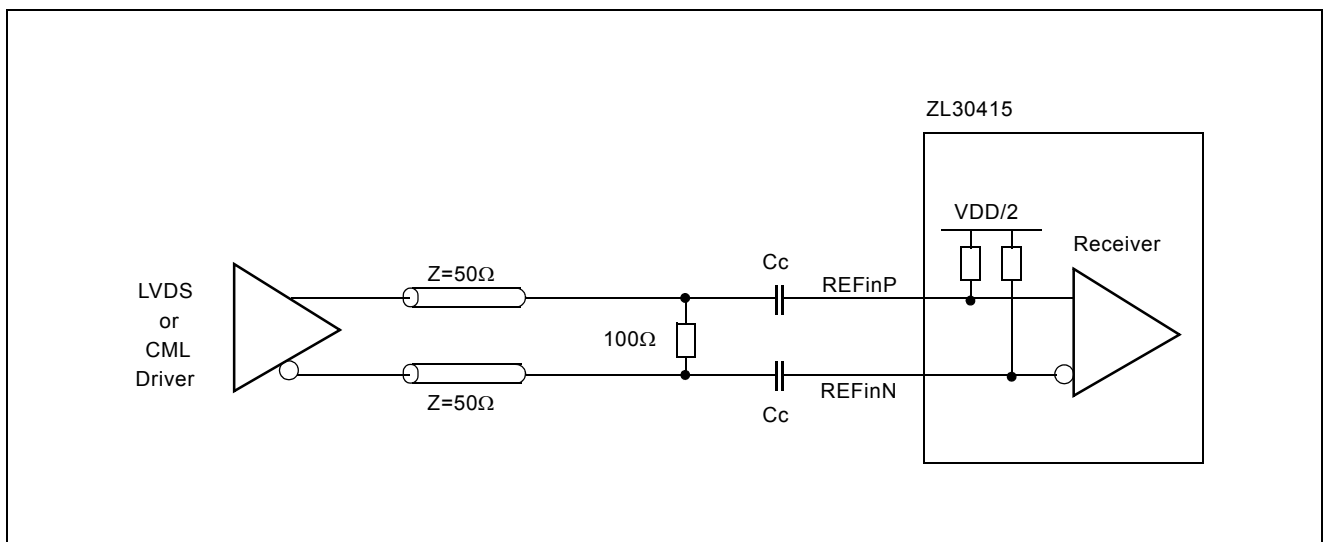 ZL30415
VDD/2
Receiver
Z=50Ω
Cc
REFinP
LVDS
or
CML
Driver
100Ω
REFinN
Z=50Ω
Cc